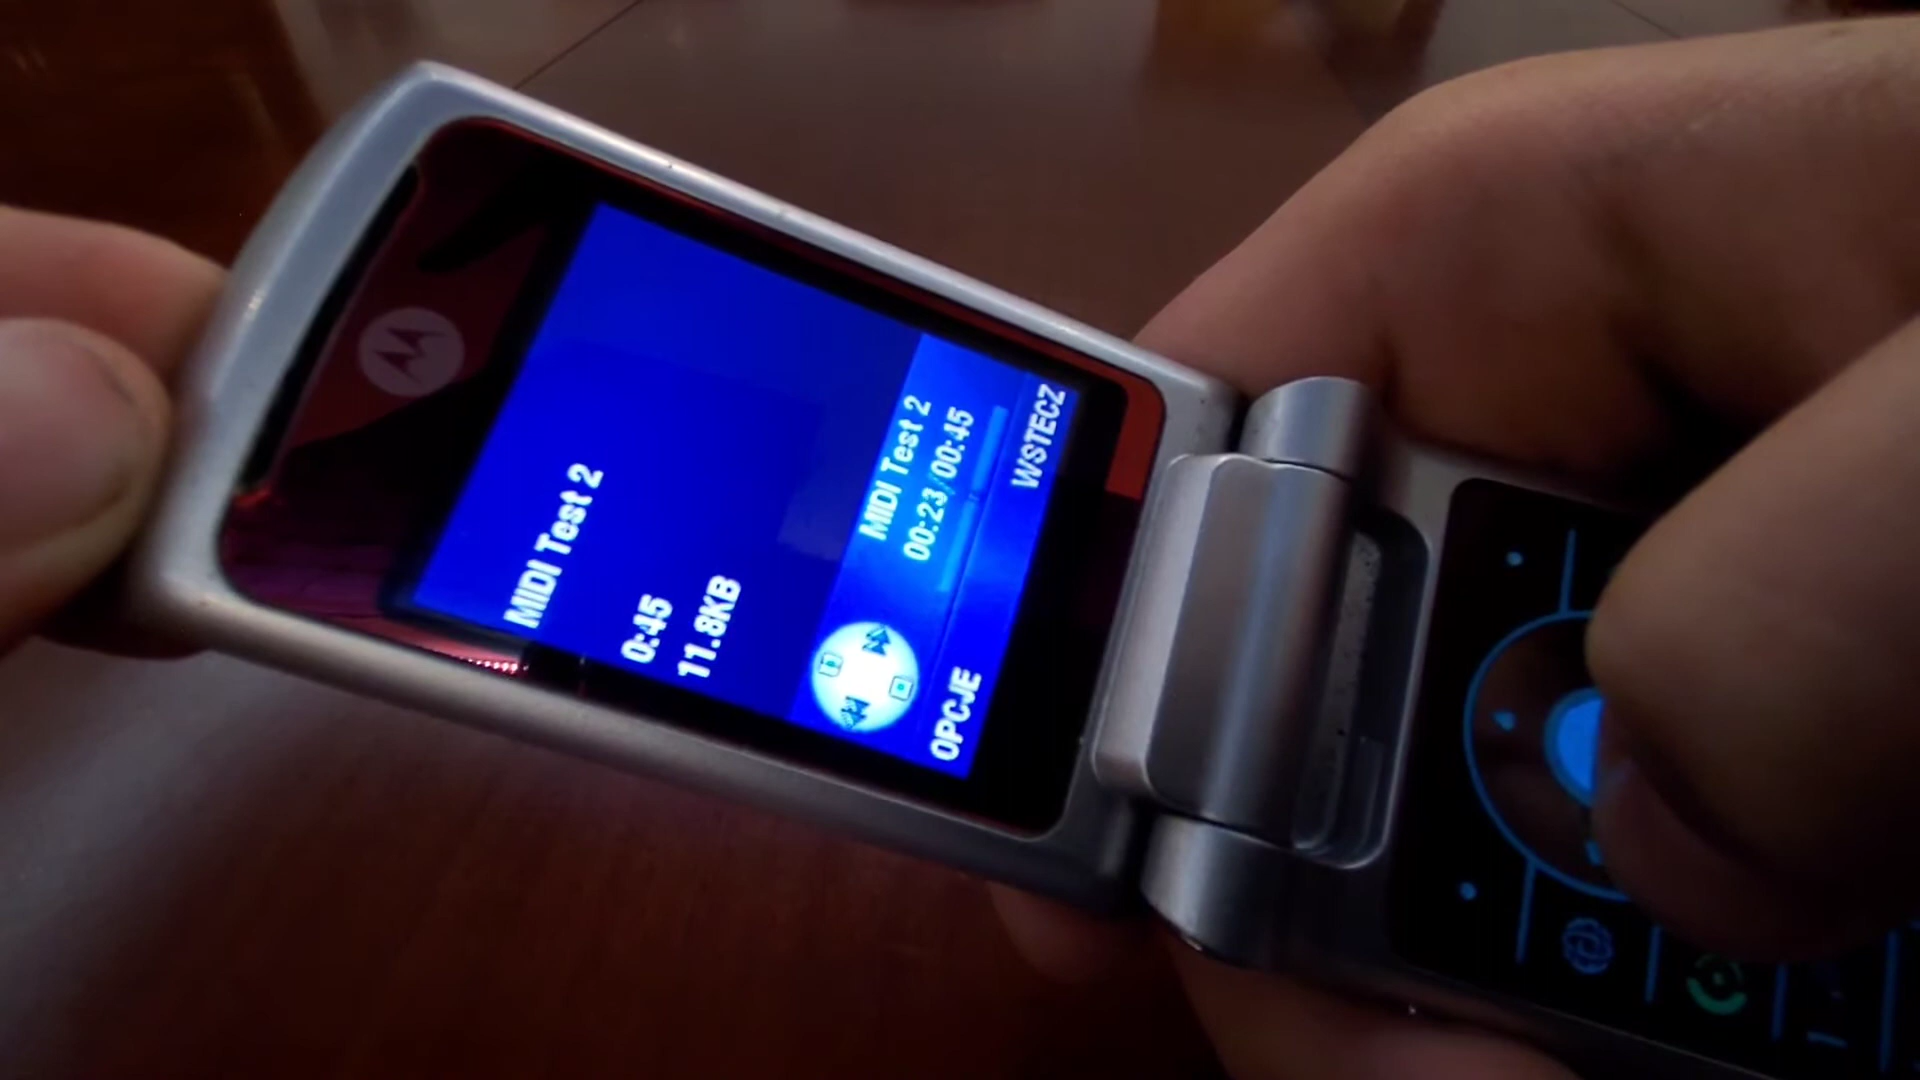 MIDI Test 2
0:45
11.8KB
MIDI Test 2
00:23/00:45
OPCJE
WSTECZ